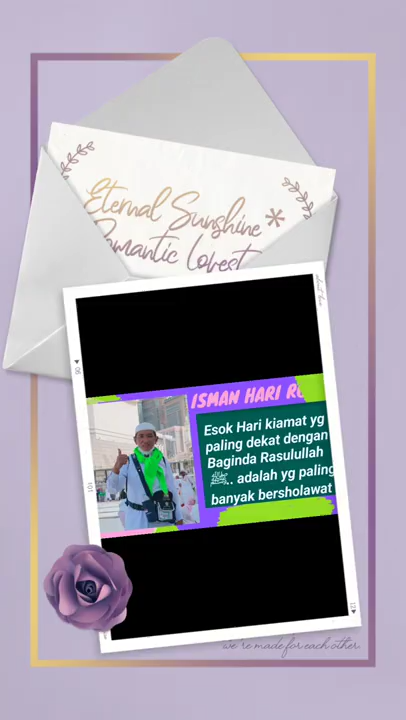 Eternal Sunshine *
Romantic Lovest
ISMAN HARI
Esok Hari kiamat yg
paling dekat dengan
Baginda Rasulullah
ﷺ. adalah yg paling
banyak bersholawat
we're made for each other